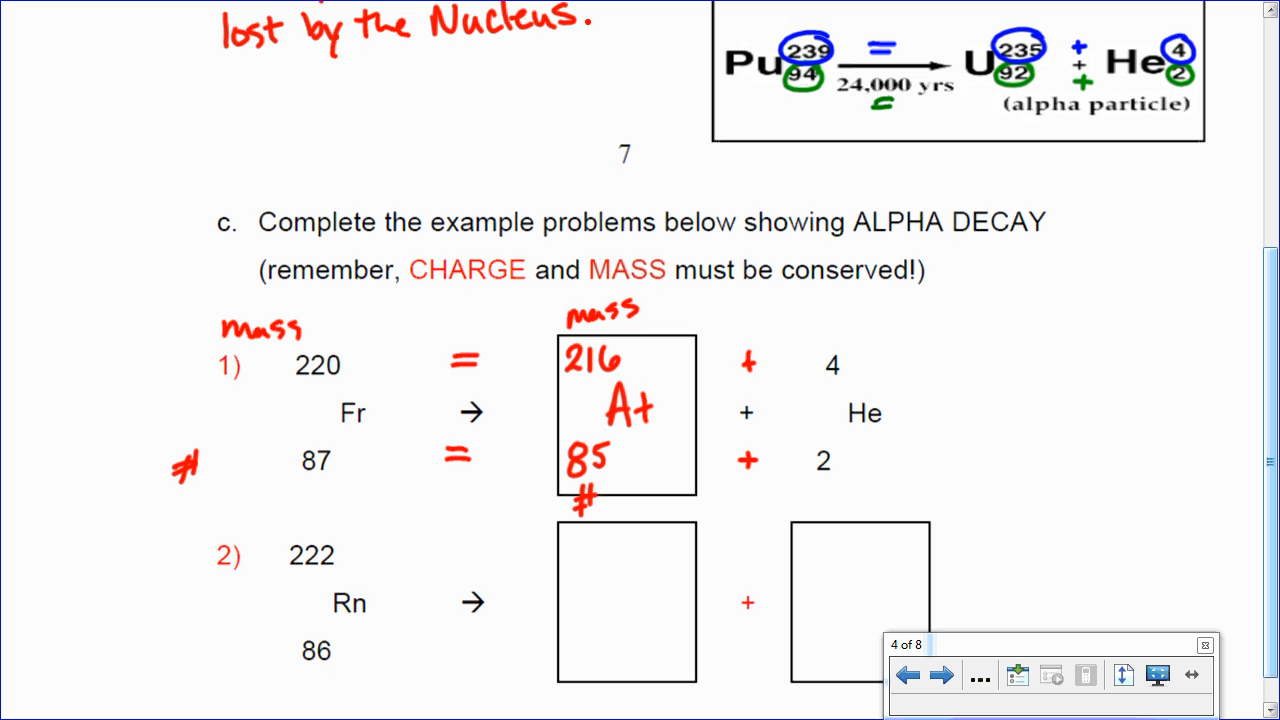 lost by the Nucleus.
239 = 235 + 4
Pu U + He
94 24,000 yrs 92 + 2
= (alpha particle)
7
c. Complete the example problems below showing ALPHA DECAY
(remember, CHARGE and MASS must be conserved!)
mass mass
1) 220 = 216 + 4
Fr → At + He
# 87 = 85 + 2
#
2) 222
Rn → +
86
4 of 8